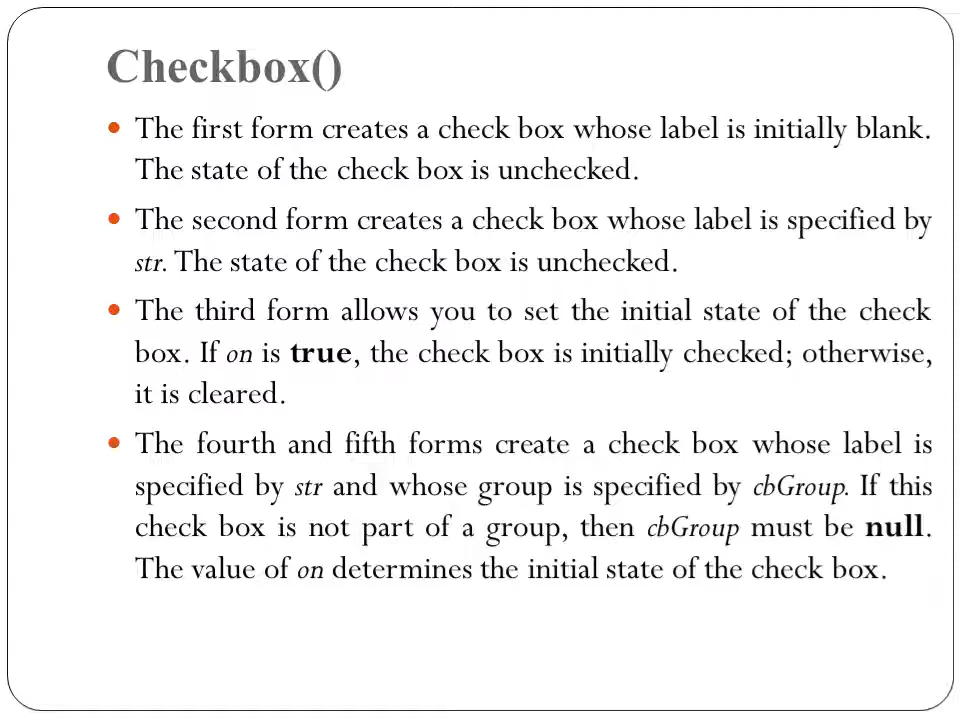 Checkbox()
• The first form creates a check box whose label is initially blank.
The state of the check box is unchecked.
• The second form creates a check box whose label is specified by
str. The state of the check box is unchecked.
• The third form allows you to set the initial state of the check
box. If on is true, the check box is initially checked; otherwise,
it is cleared.
• The fourth and fifth forms create a check box whose label is
specified by str and whose group is specified by cbGroup. If this
check box is not part of a group, then cbGroup must be null.
The value of on determines the initial state of the check box.